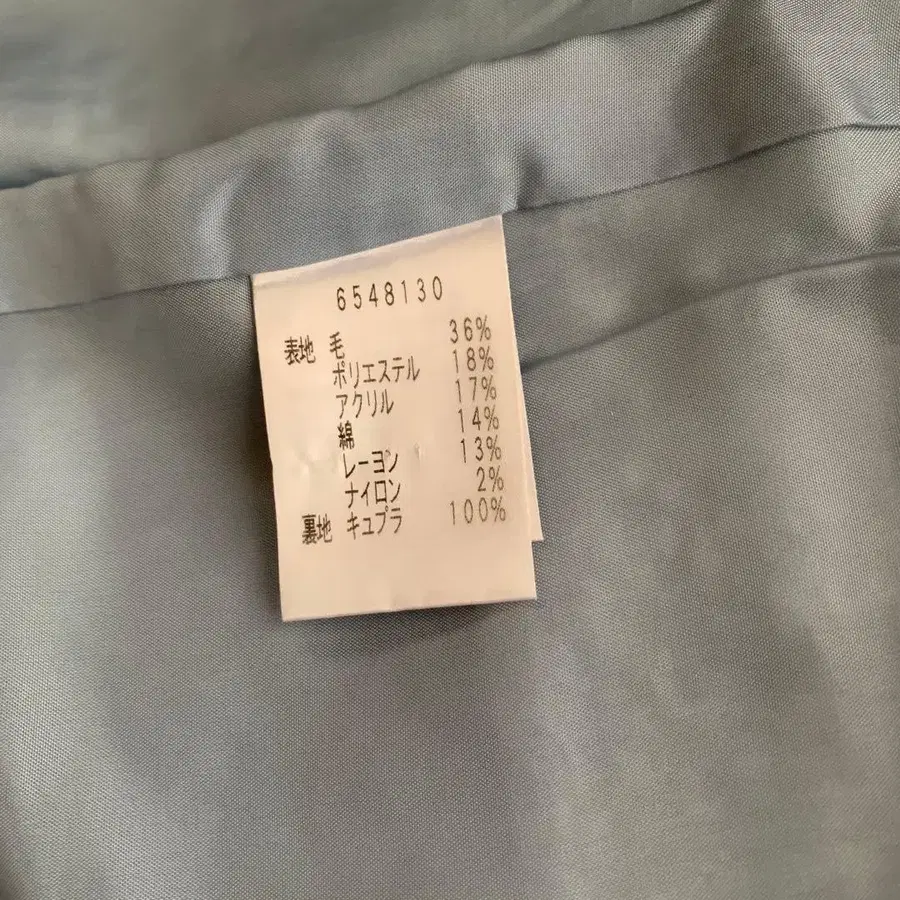 6548130
表地 毛 36%
ポリエステル 18%
アクリル 17%
綿 14%
レーヨン 13%
ナイロン 2%
裏地 キュプラ 100%